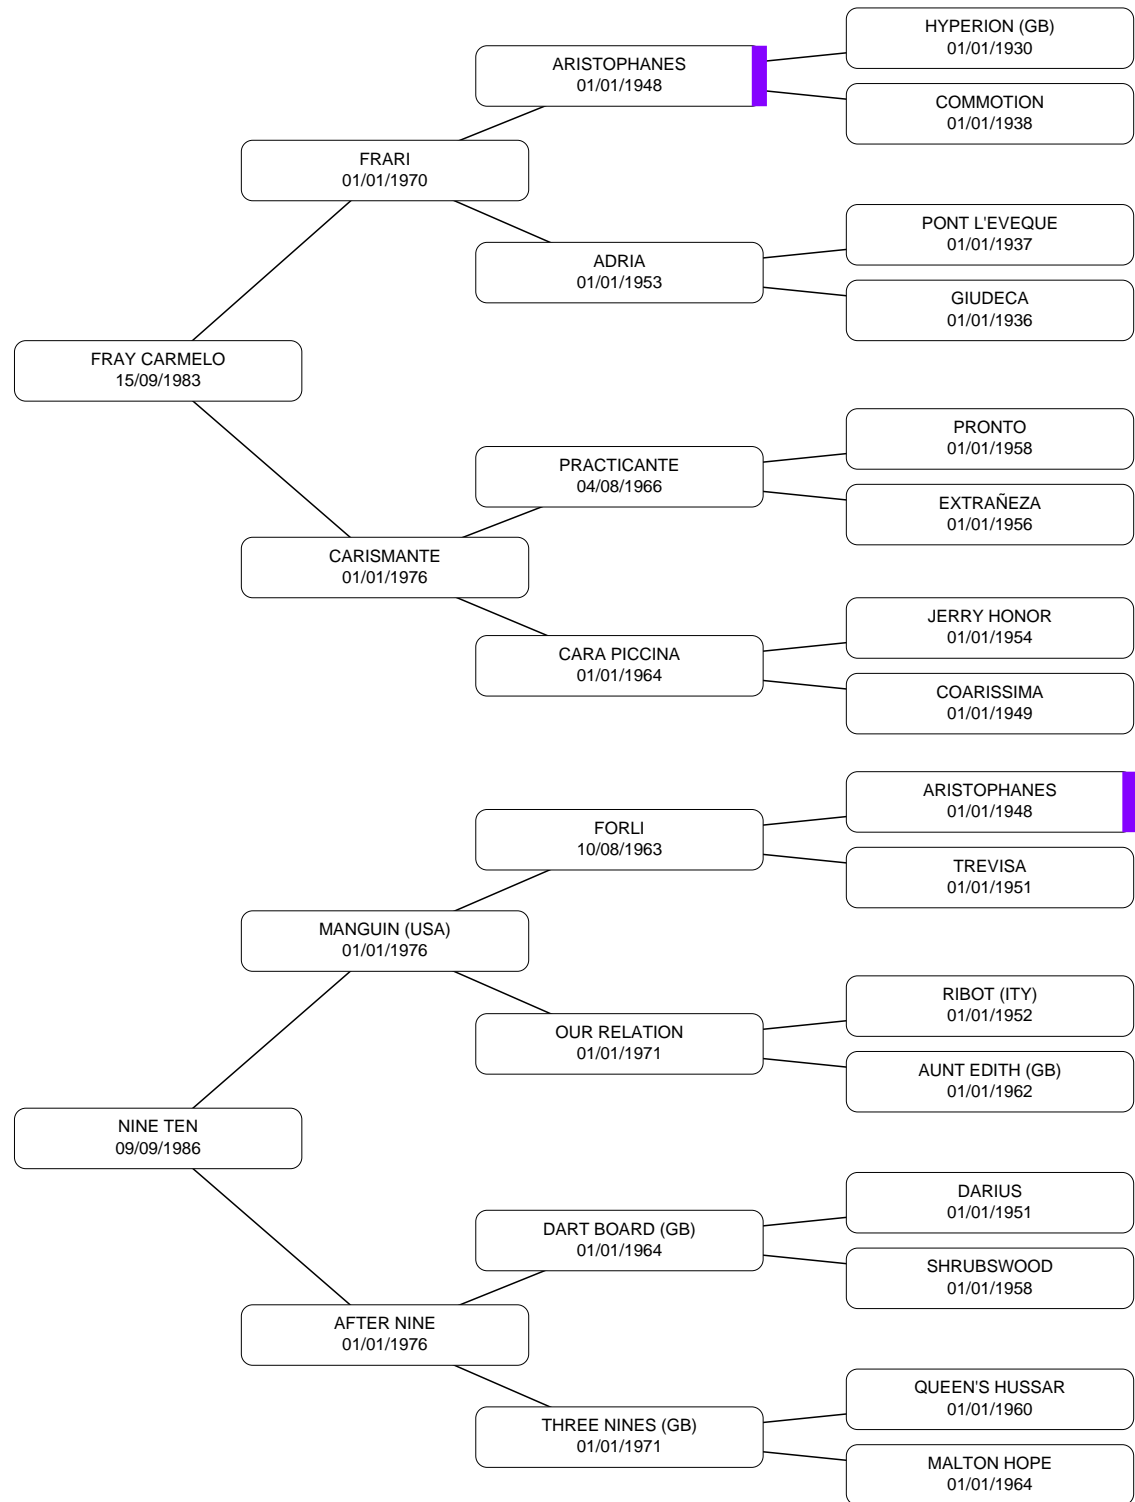 HYPERION (GB)
01/01/1930
ARISTOPHANES
01/01/1948
COMMOTION
01/01/1938
FRARI
01/01/1970
PONT L'EVEQUE
01/01/1937
ADRIA
01/01/1953
GIUDECA
01/01/1936
FRAY CARMELO
15/09/1983
PRONTO
01/01/1958
PRACTICANTE
04/08/1966
EXTRAÑEZA
01/01/1956
CARISMANTE
01/01/1976
JERRY HONOR
01/01/1954
CARA PICCINA
01/01/1964
COARISSIMA
01/01/1949
ARISTOPHANES
01/01/1948
FORLI
10/08/1963
TREVISA
01/01/1951
MANGUIN (USA)
01/01/1976
RIBOT (ITY)
01/01/1952
OUR RELATION
01/01/1971
AUNT EDITH (GB)
01/01/1962
NINE TEN
09/09/1986
DARIUS
01/01/1951
DART BOARD (GB)
01/01/1964
SHRUBSWOOD
01/01/1958
AFTER NINE
01/01/1976
QUEEN'S HUSSAR
01/01/1960
THREE NINES (GB)
01/01/1971
MALTON HOPE
01/01/1964